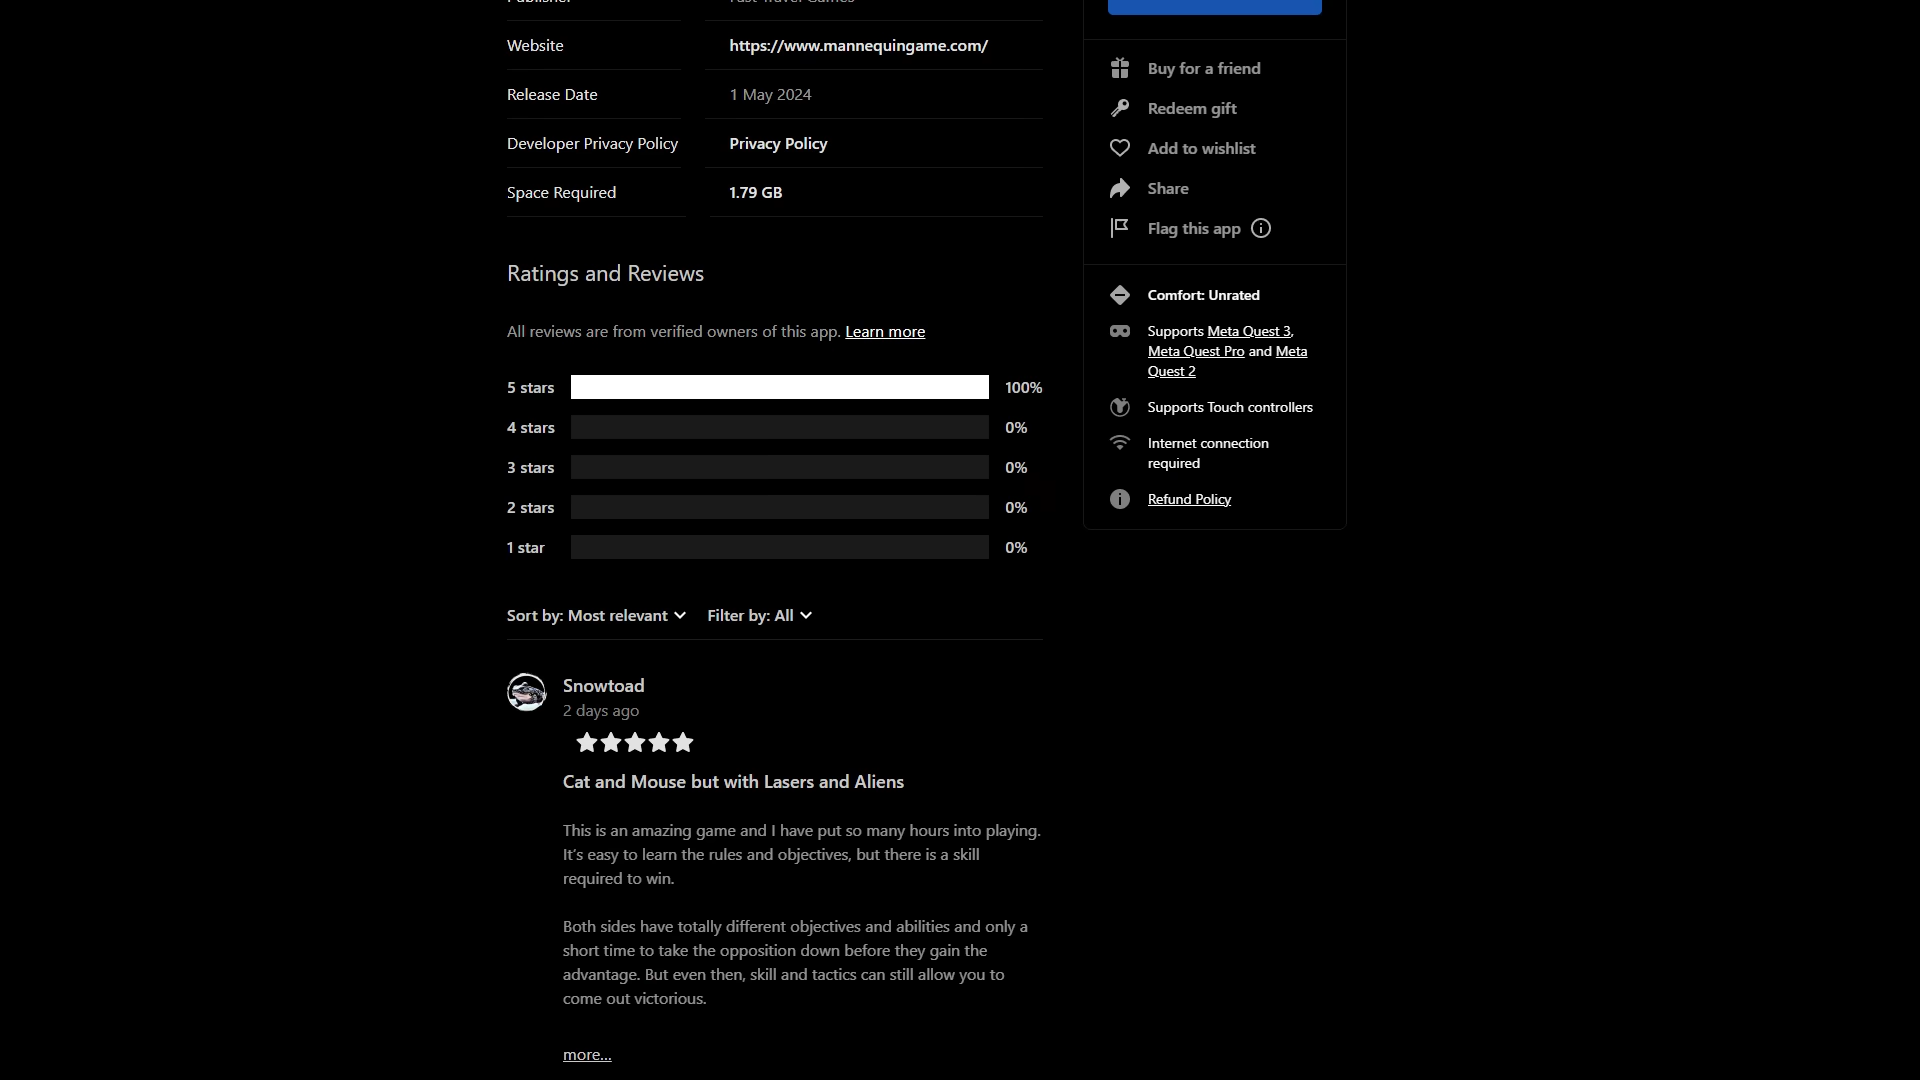 Publisher
Fast Travel Games
Website
https://www.mannequingame.com/
Release Date
1 May 2024
Developer Privacy Policy
Privacy Policy
Space Required
1.79 GB
Ratings and Reviews
All reviews are from verified owners of this app. Learn more
5 stars
100%
4 stars
0%
3 stars
0%
2 stars
0%
1 star
0%
Sort by: Most relevant
Filter by: All
Snowtoad
2 days ago
Cat and Mouse but with Lasers and Aliens
This is an amazing game and I have put so many hours into playing.
It's easy to learn the rules and objectives, but there is a skill
required to win.
Both sides have totally different objectives and abilities and only a
short time to take the opposition down before they gain the
advantage. But even then, skill and tactics can still allow you to
come out victorious.
more...
Buy for a friend
Redeem gift
Add to wishlist
Share
Flag this app
Comfort: Unrated
Supports Meta Quest 3,
Meta Quest Pro and Meta
Quest 2
Supports Touch controllers
Internet connection
required
Refund Policy